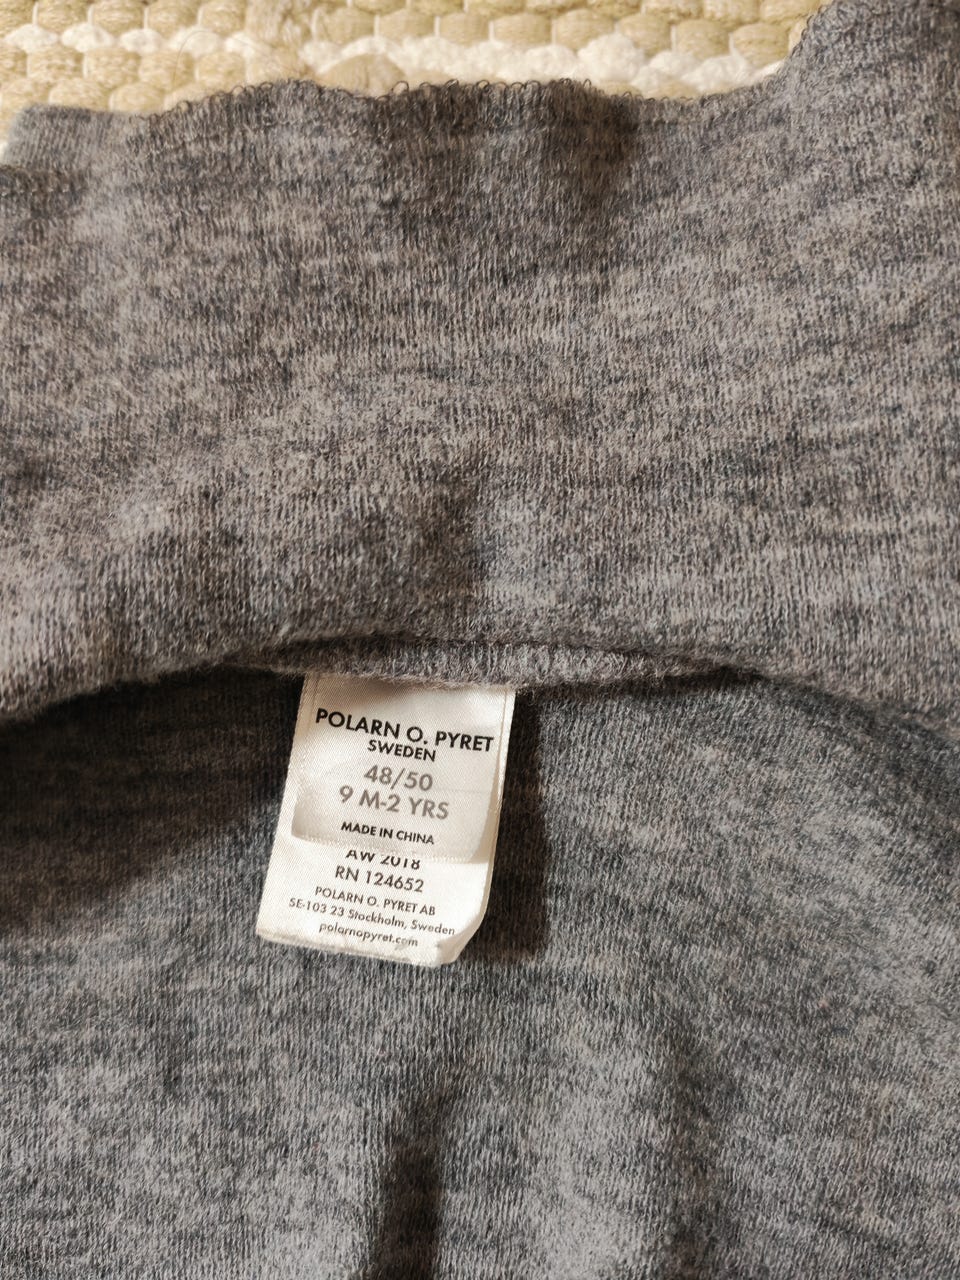 POLARN O. PYRET
SWEDEN
48/50
9 M-2 YRS
MADE IN CHINA
AW 2018
RN 124652
POLARN O. PYRET AB
SE-103 23 Stockholm, Sweden
polarnopyret.com